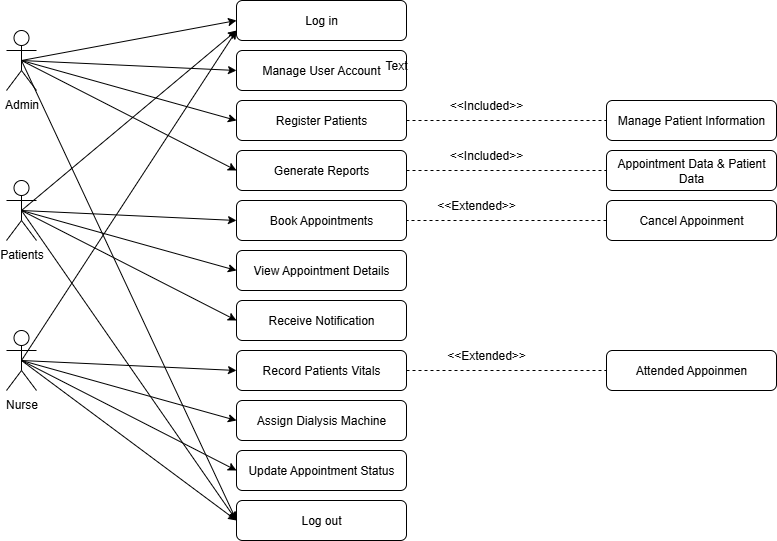 Log in
Manage User Account
Text
Admin
Register Patients
<<Included>>
Manage Patient Information
Generate Reports
<<Included>>
Appointment Data & Patient
Data
Patients
Book Appointments
<<Extended>>
Cancel Appoinment
View Appointment Details
Receive Notification
Nurse
Record Patients Vitals
<<Extended>>
Attended Appoinmen
Assign Dialysis Machine
Update Appointment Status
Log out